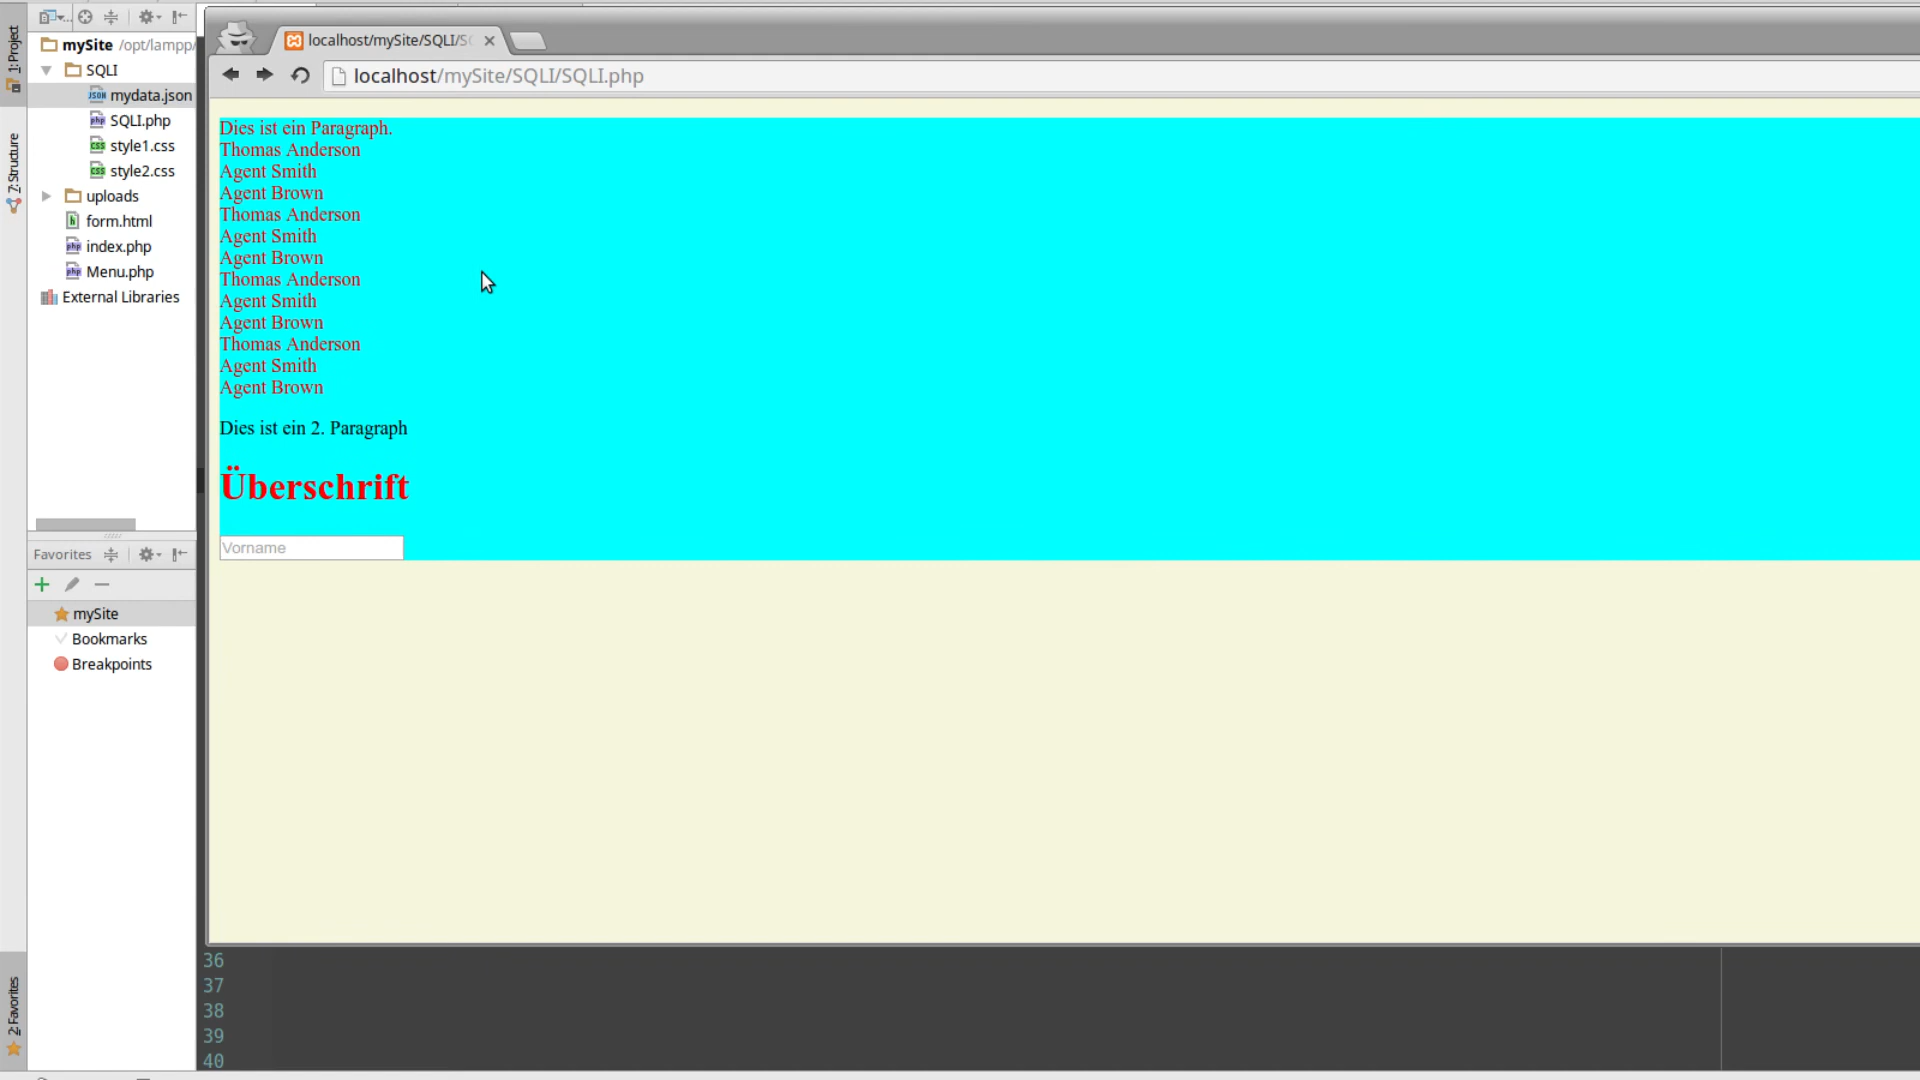 1: Project
7: Structure
2: Favorites
mySite /opt/lampp/
SQLI
mydata.json
SQLI.php
style1.css
style2.css
uploads
form.html
index.php
Menu.php
External Libraries
Favorites
mySite
Bookmarks
Breakpoints
localhost/mySite/SQLI/SQ
localhost/mySite/SQLI/SQLI.php
Dies ist ein Paragraph.
Thomas Anderson
Agent Smith
Agent Brown
Thomas Anderson
Agent Smith
Agent Brown
Thomas Anderson
Agent Smith
Agent Brown
Thomas Anderson
Agent Smith
Agent Brown
Dies ist ein 2. Paragraph
Überschrift
Vorname
36
37
38
39
40